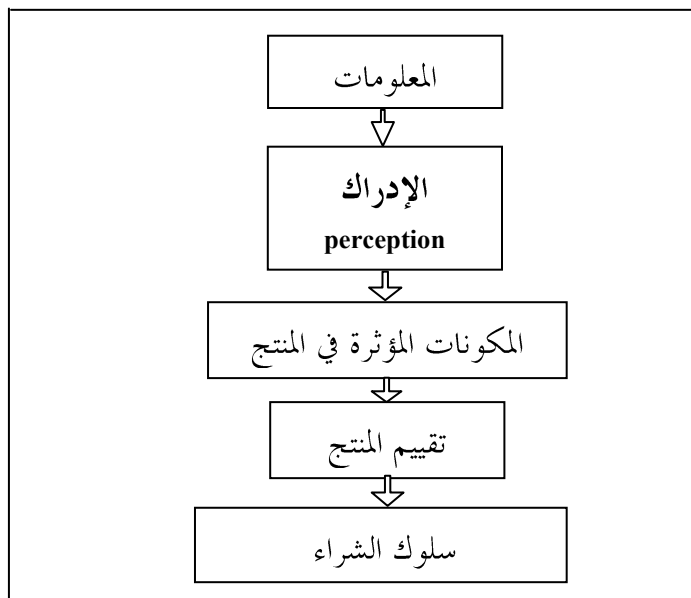 المعلومات
الإدراك
perception
المكونات المؤثرة في المنتج
تقييم المنتج
سلوك الشراء